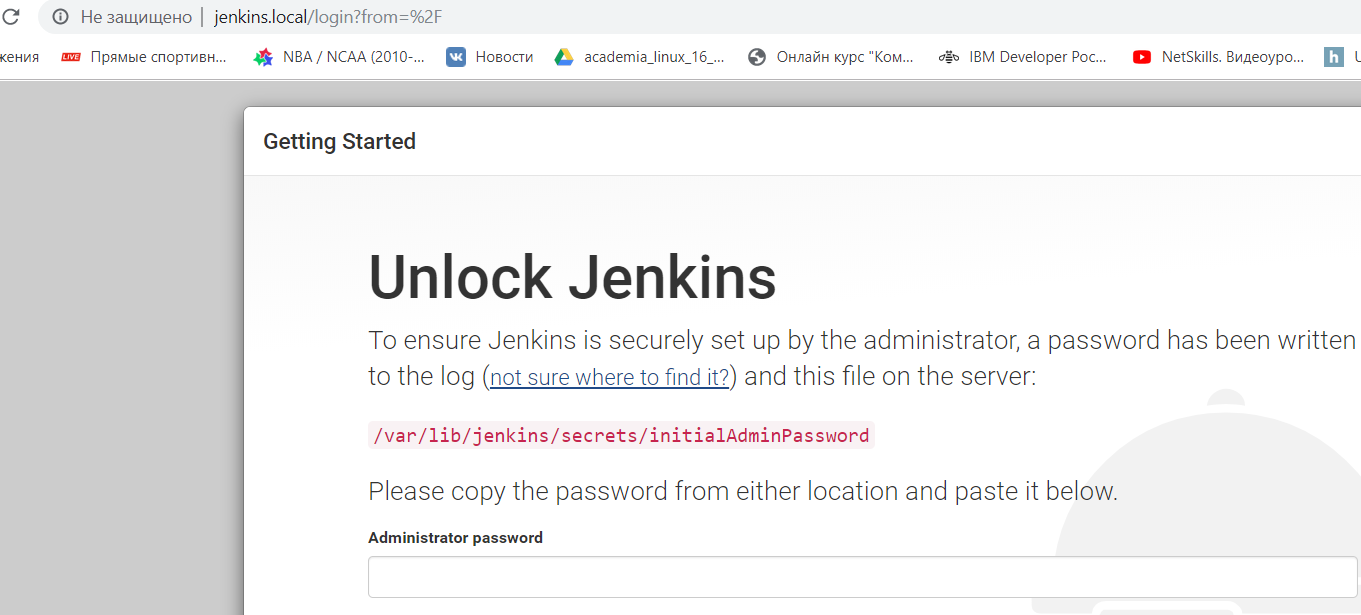 Не защищено | jenkins.local/login?from=%2F
жения LIVE Прямые спортивн... NBA / NCAA (2010-... Новости academia_linux_16_... Онлайн курс "Ком... IBM Developer Рос... NetSkills. Видеоуро... h U
Getting Started
Unlock Jenkins
To ensure Jenkins is securely set up by the administrator, a password has been written
to the log (not sure where to find it?) and this file on the server:
/var/lib/jenkins/secrets/initialAdminPassword
Please copy the password from either location and paste it below.
Administrator password